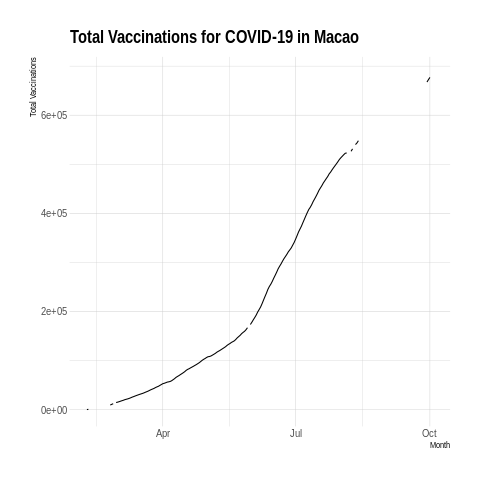 Total Vaccinations for COVID-19 in Macao
Total Vaccinations
6e+05
4e+05
2e+05
0e+00
Apr
Jul
Oct
Month